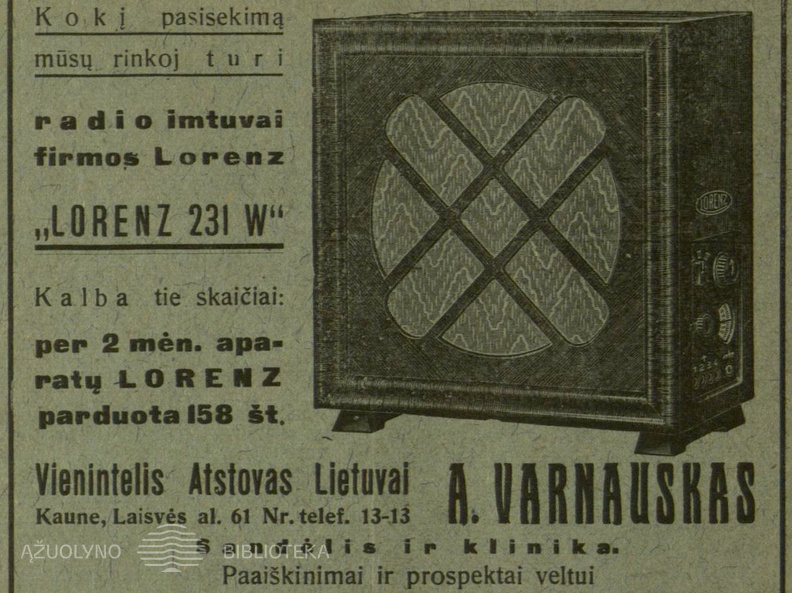 Kokį pasisekimą
mūsų rinkoj turi
radio imtuvai
firmos Lorenz
„LORENZ 231 W“
Kalba tie skaičiai:
per 2 mėn. apa-
ratų LORENZ
parduota 158 št.
LORENZ
Vienintelis Atstovas Lietuvai
Kaune, Laisvės al. 61 Nr. telef. 13-13
A. VARNAUSKAS
Sandėlis ir klinika.
ĄŽUOLYNO BIBLIOTEKA
Paaiškinimai ir prospektai veltui